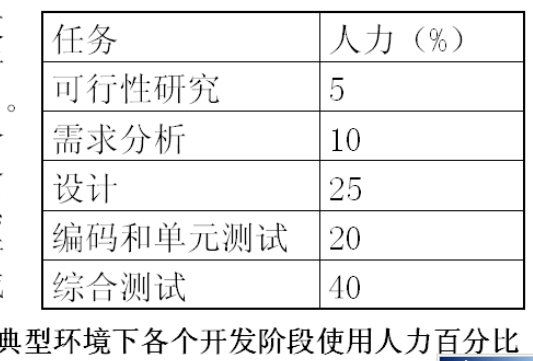 任务 人力（%）
可行性研究 5
需求分析 10
设计 25
编码和单元测试 20
综合测试 40
典型环境下各个开发阶段使用人力百分比